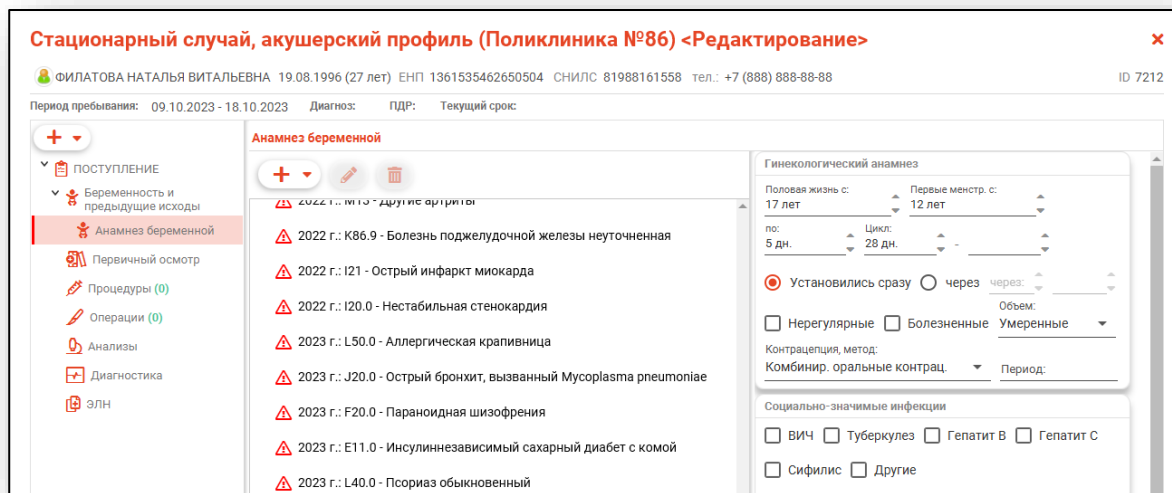 Стационарный случай, акушерский профиль (Поликлиника №86) <Редактирование>
ФИЛАТОВА НАТАЛЬЯ ВИТАЛЬЕВНА 19.08.1996 (27 лет) ЕНП 1361535462650504 СНИЛС 81988161558 тел.: +7 (888) 888-88-88 ID 7212
Период пребывания: 09.10.2023 - 18.10.2023 Диагноз: ПДР: Текущий срок:
ПОСТУПЛЕНИЕ
Беременность и
предыдущие исходы
Анамнез беременной
Первичный осмотр
Процедуры (0)
Операции (0)
Анализы
Диагностика
ЭЛН
Анамнез беременной
2022 г.: M13 - Другие артриты
2022 г.: K86.9 - Болезнь поджелудочной железы неуточненная
2022 г.: I21 - Острый инфаркт миокарда
2022 г.: I20.0 - Нестабильная стенокардия
2023 г.: L50.0 - Аллергическая крапивница
2023 г.: J20.0 - Острый бронхит, вызванный Mycoplasma pneumoniae
2023 г.: F20.0 - Параноидная шизофрения
2023 г.: E11.0 - Инсулиннезависимый сахарный диабет с комой
2023 г.: L40.0 - Псориаз обыкновенный
Гинекологический анамнез
Половая жизнь с: Первые менстр. с:
17 лет 12 лет
по: Цикл:
5 дн. 28 дн. -
Установились сразу через через:
Объем:
Нерегулярные Болезненные Умеренные
Контрацепция, метод:
Комбинир. оральные контрац. Период:
Социально-значимые инфекции
ВИЧ Туберкулез Гепатит B Гепатит C
Сифилис Другие